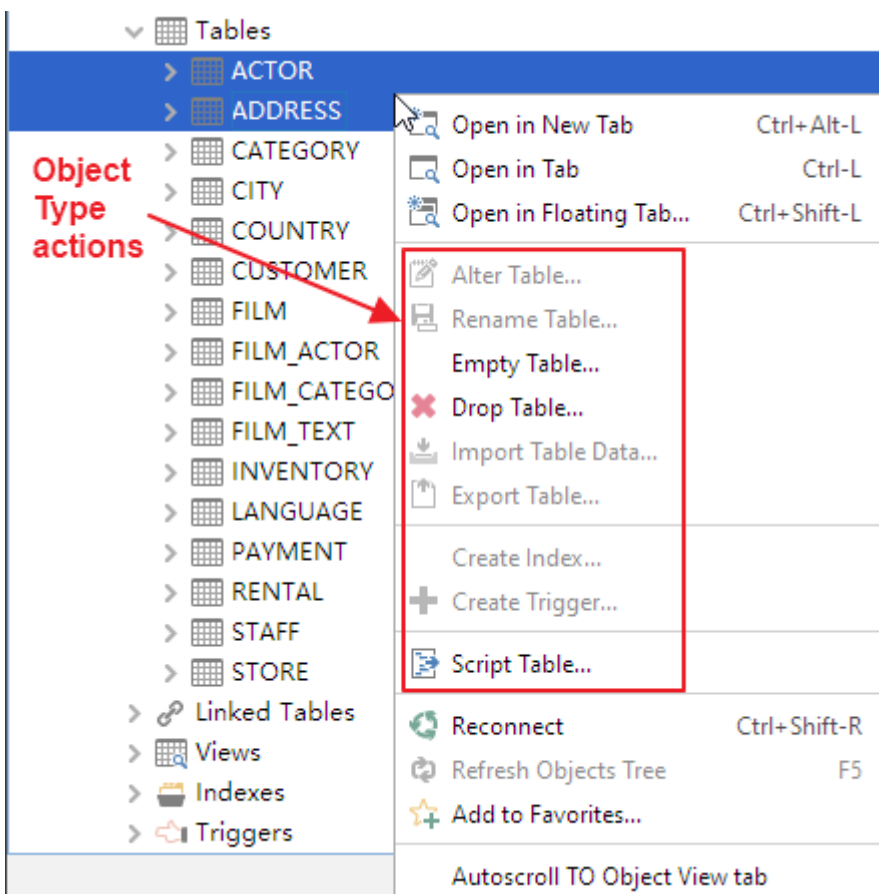 Tables
ACTOR
ADDRESS
CATEGORY
CITY
COUNTRY
CUSTOMER
FILM
FILM_ACTOR
FILM_CATEGO
FILM_TEXT
INVENTORY
LANGUAGE
PAYMENT
RENTAL
STAFF
STORE
Linked Tables
Views
Indexes
Triggers
Object
Type
actions
Open in New Tab Ctrl+Alt-L
Open in Tab Ctrl-L
Open in Floating Tab... Ctrl+Shift-L
Alter Table...
Rename Table...
Empty Table...
Drop Table...
Import Table Data...
Export Table...
Create Index...
Create Trigger...
Script Table...
Reconnect Ctrl+Shift-R
Refresh Objects Tree F5
Add to Favorites...
Autoscroll TO Object View tab